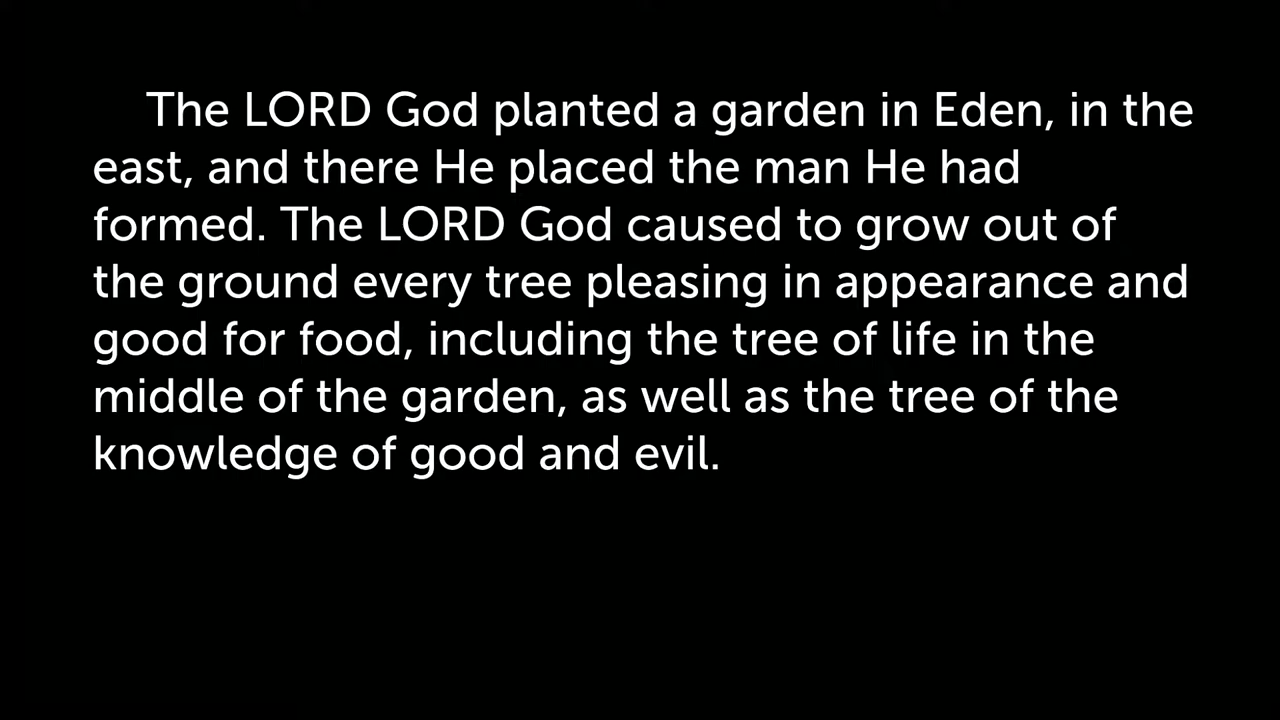 The LORD God planted a garden in Eden, in the
east, and there He placed the man He had
formed. The LORD God caused to grow out of
the ground every tree pleasing in appearance and
good for food, including the tree of life in the
middle of the garden, as well as the tree of the
knowledge of good and evil.